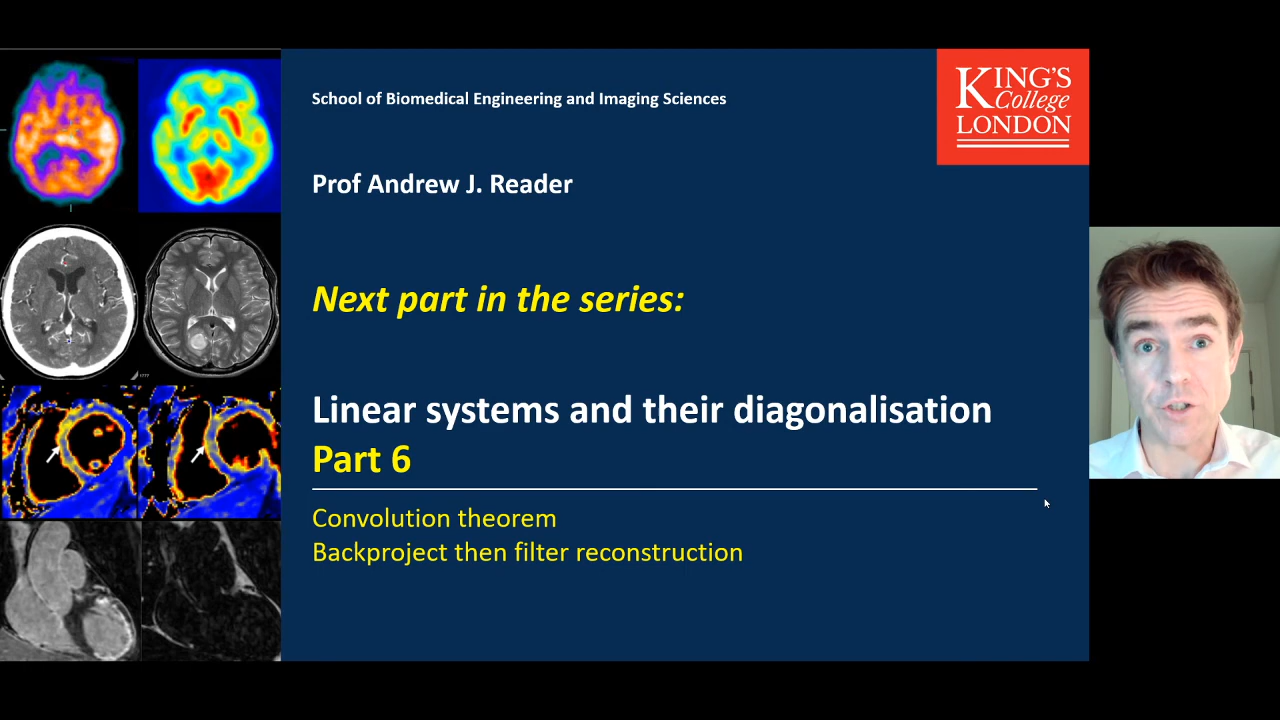 School of Biomedical Engineering and Imaging Sciences
KING'S
College
LONDON
Prof Andrew J. Reader
Next part in the series:
Linear systems and their diagonalisation
Part 6
Convolution theorem
Backproject then filter reconstruction